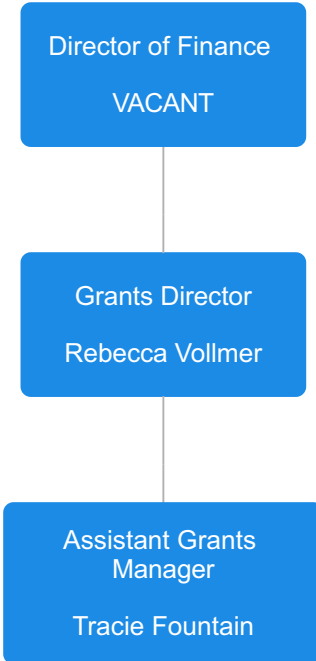 Director of Finance
VACANT
Grants Director
Rebecca Vollmer
Assistant Grants
Manager
Tracie Fountain